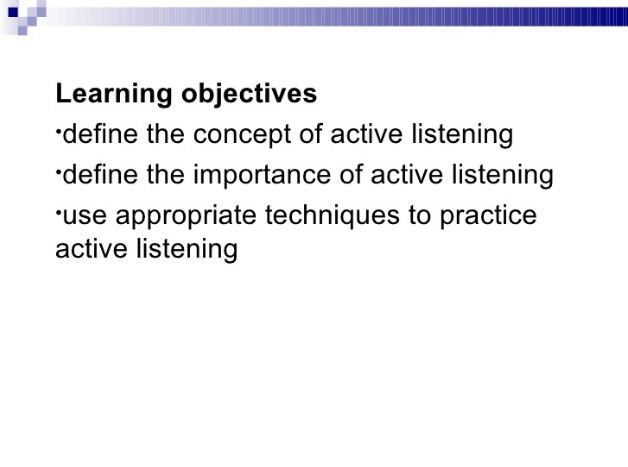 Learning objectives
•define the concept of active listening
•define the importance of active listening
•use appropriate techniques to practice
active listening